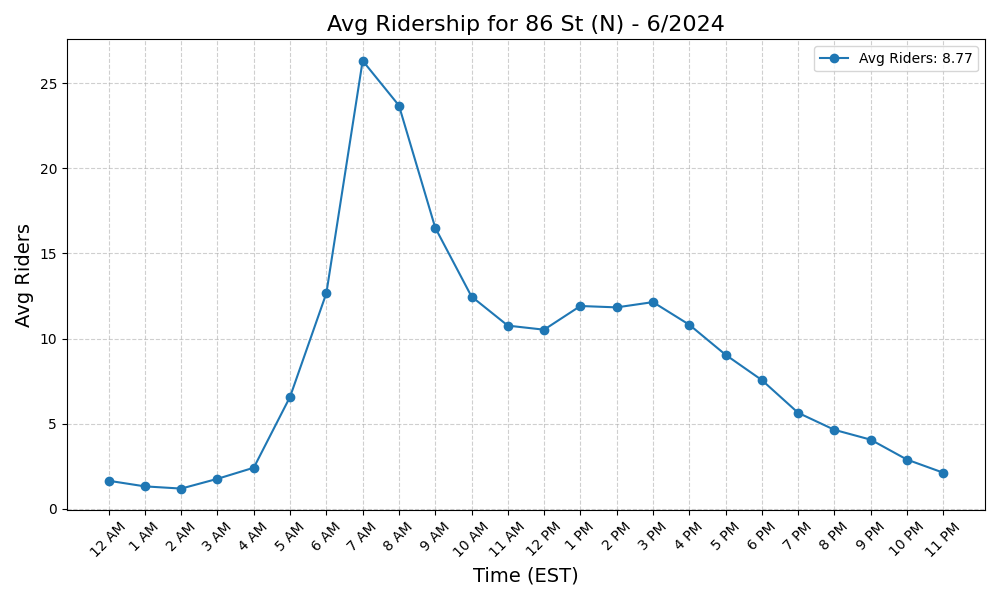 Avg Ridership for 86 St (N) - 6/2024
Avg Riders: 8.77
Avg Riders
25
20
15
10
5
0
12 AM
1 AM
2 AM
3 AM
4 AM
5 AM
6 AM
7 AM
8 AM
9 AM
10 AM
11 AM
12 PM
1 PM
2 PM
3 PM
4 PM
5 PM
6 PM
7 PM
8 PM
9 PM
10 PM
11 PM
Time (EST)